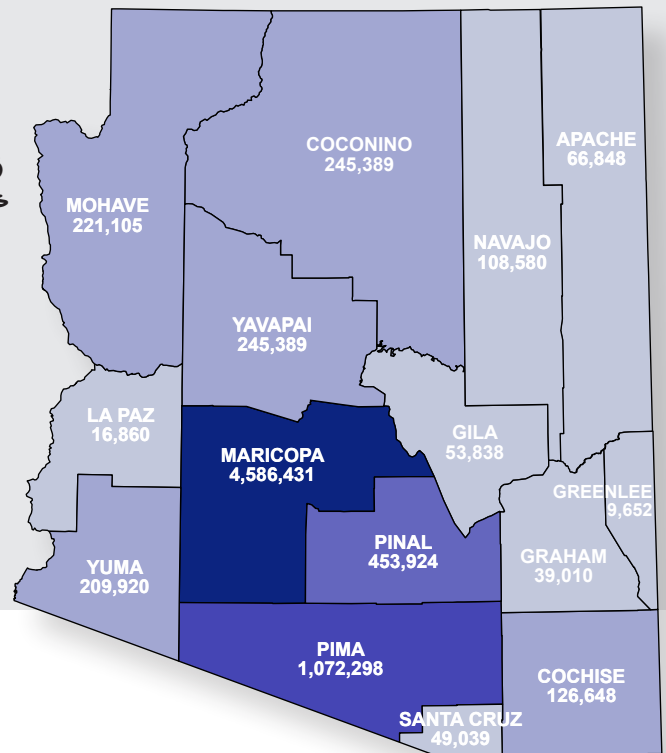 COCONINO
245,389
APACHE
66,848
MOHAVE
221,105
NAVAJO
108,580
YAVAPAI
245,389
LA PAZ
16,860
GILA
53,838
MARICOPA
4,586,431
GREENLEE
9,652
PINAL
453,924
GRAHAM
39,010
YUMA
209,920
PIMA
1,072,298
COCHISE
126,648
SANTA CRUZ
49,039